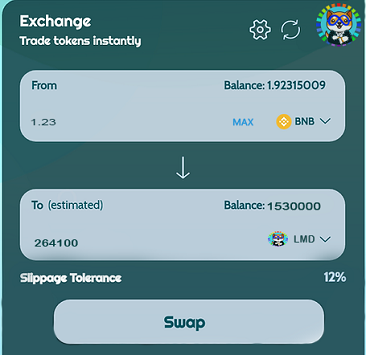 Exchange
Trade tokens instantly
From Balance: 1.92315009
1.23 MAX BNB
To (estimated) Balance: 1530000
264100 LMD
Slippage Tolerance 12%
Swap